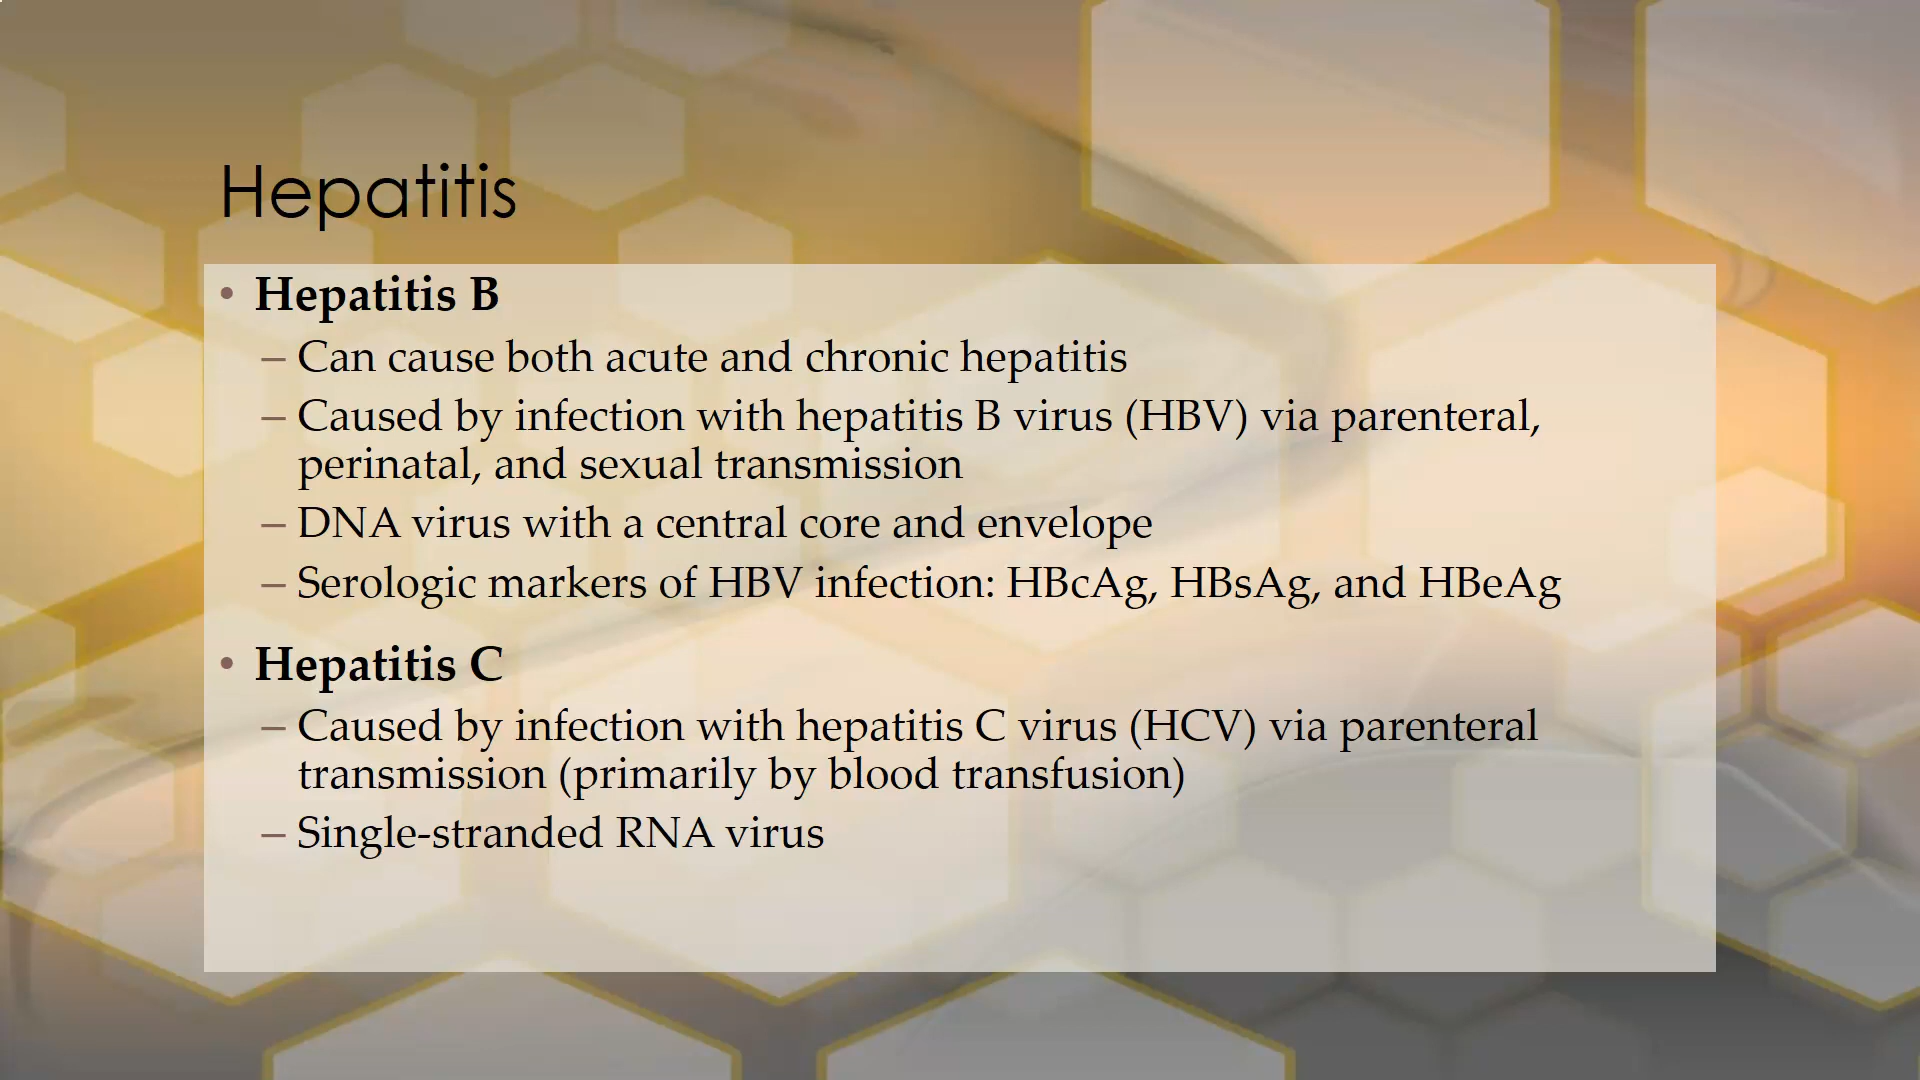 Hepatitis
• Hepatitis B
– Can cause both acute and chronic hepatitis
– Caused by infection with hepatitis B virus (HBV) via parenteral,
perinatal, and sexual transmission
– DNA virus with a central core and envelope
– Serologic markers of HBV infection: HBcAg, HBsAg, and HBeAg
• Hepatitis C
– Caused by infection with hepatitis C virus (HCV) via parenteral
transmission (primarily by blood transfusion)
– Single-stranded RNA virus